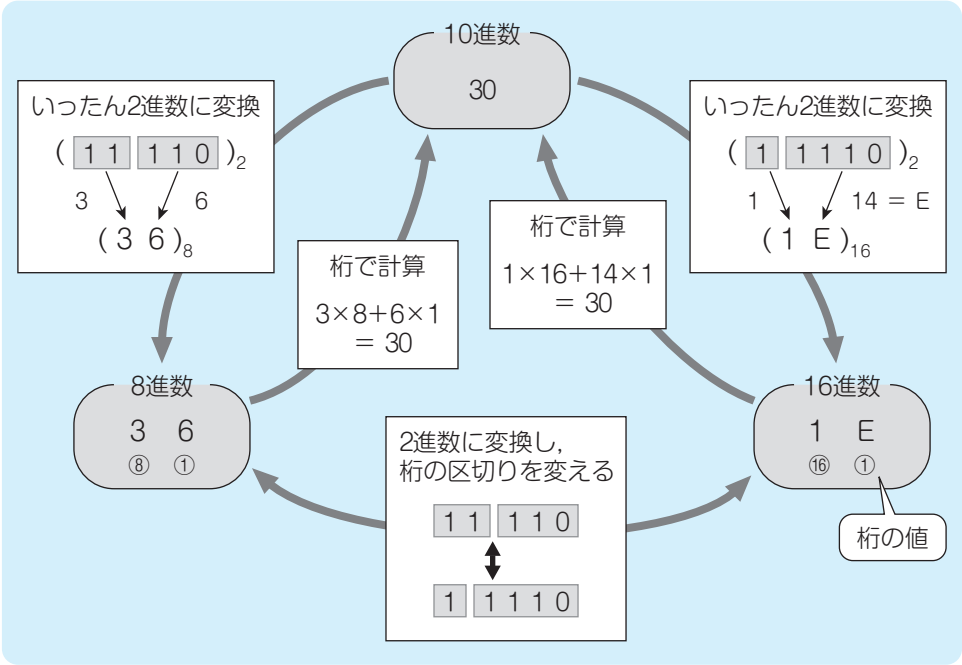 10進数
30
いったん2進数に変換
( 1 1 1 1 0 )₂
3 6
( 3 6 )₈
いったん2進数に変換
( 1 1 1 1 0 )₂
1 14 = E
( 1 E )₁₆
桁で計算
3×8+6×1
= 30
桁で計算
1×16+14×1
= 30
8進数
3 6
⑧ ①
2進数に変換し,
桁の区切りを変える
1 1 1 1 0
1 1 1 1 0
16進数
1 E
⑯ ①
桁の値